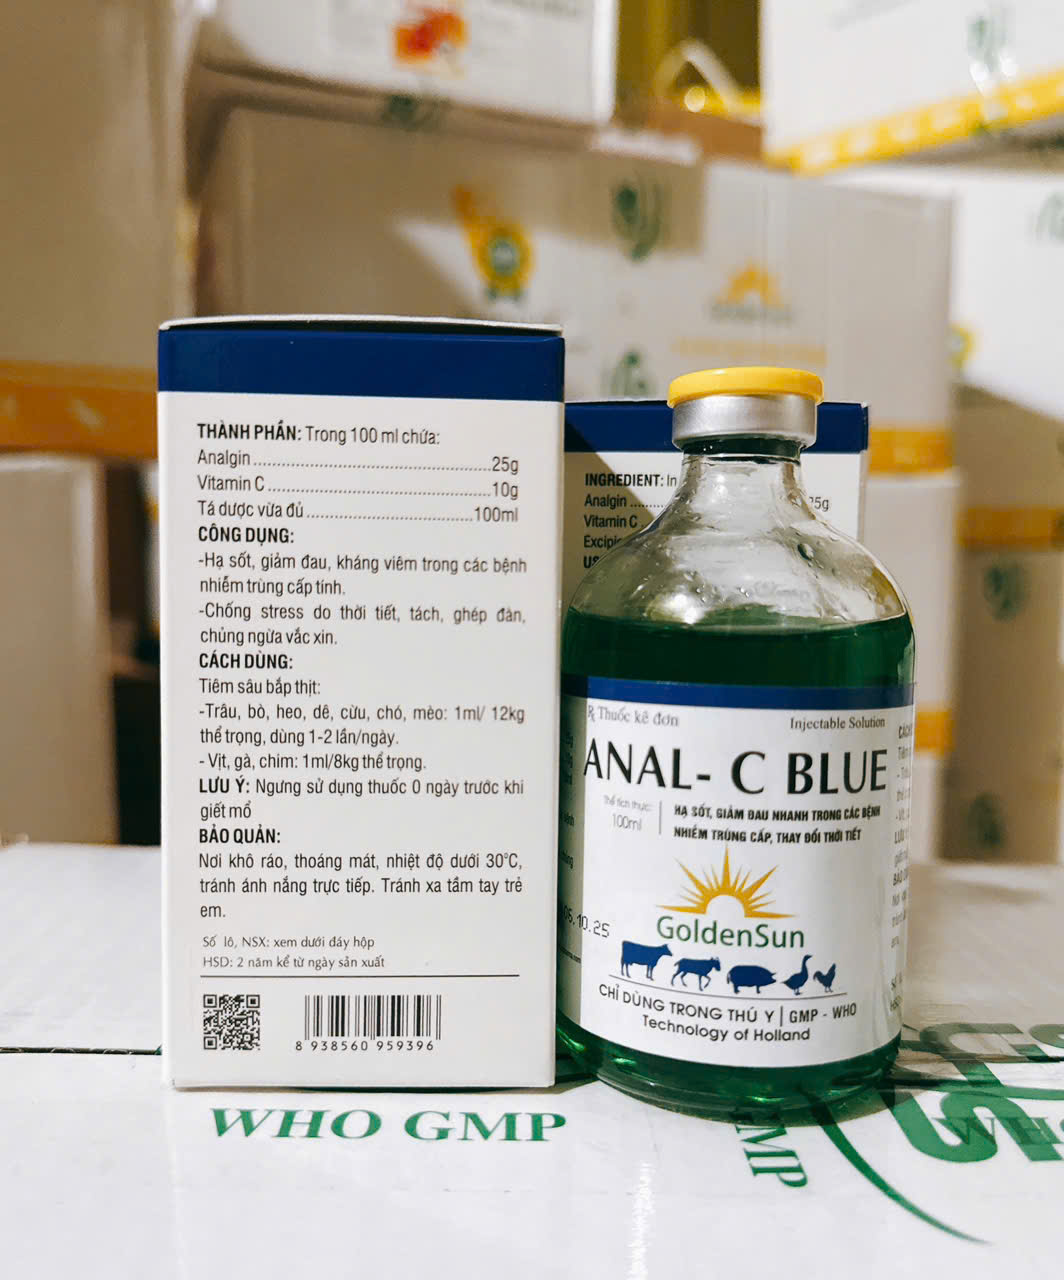 THÀNH PHẦN: Trong 100 ml chứa:
Analgin..............................................25g
Vitamin C............................................10g
Tá dược vừa đủ.................................100ml
CÔNG DỤNG:
-Hạ sốt, giảm đau, kháng viêm trong các bệnh
nhiễm trùng cấp tính.
-Chống stress do thời tiết, tách, ghép đàn,
chủng ngừa vắc xin.
CÁCH DÙNG:
Tiêm sâu bắp thịt:
-Trâu, bò, heo, dê, cừu, chó, mèo: 1ml/ 12kg
thể trọng, dùng 1-2 lần/ngày.
- Vịt, gà, chim: 1ml/8kg thể trọng.
LƯU Ý: Ngưng sử dụng thuốc 0 ngày trước khi
giết mổ
BẢO QUẢN:
Nơi khô ráo, thoáng mát, nhiệt độ dưới 30°C,
tránh ánh nắng trực tiếp. Tránh xa tầm tay trẻ
em.
Số lô, NSX: xem dưới đáy hộp
HSD: 2 năm kể từ ngày sản xuất
8 938560 959396
INGREDIENT: In
Analgin
Vitamin C
25g
℞ Thuốc kê đơn
Injectable Solution
ANAL- C BLUE
Thể tích thực:
100ml
HẠ SỐT, GIẢM ĐAU NHANH TRONG CÁC BỆNH
NHIỄM TRÙNG CẤP, THAY ĐỔI THỜI TIẾT
GoldenSun
10.25
CHỈ DÙNG TRONG THÚ Y | GMP - WHO
Technology of Holland
WHO GMP
GMP
WHO